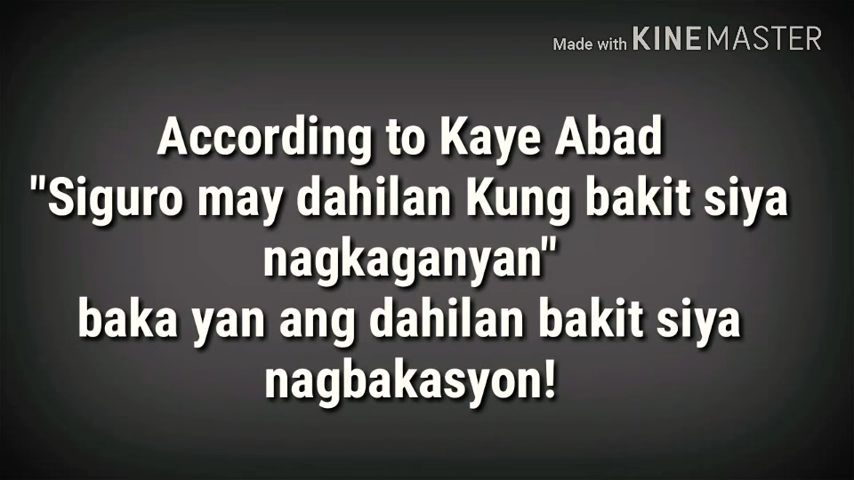 Made with KINEMASTER
According to Kaye Abad
"Siguro may dahilan Kung bakit siya
nagkaganyan"
baka yan ang dahilan bakit siya
nagbakasyon!